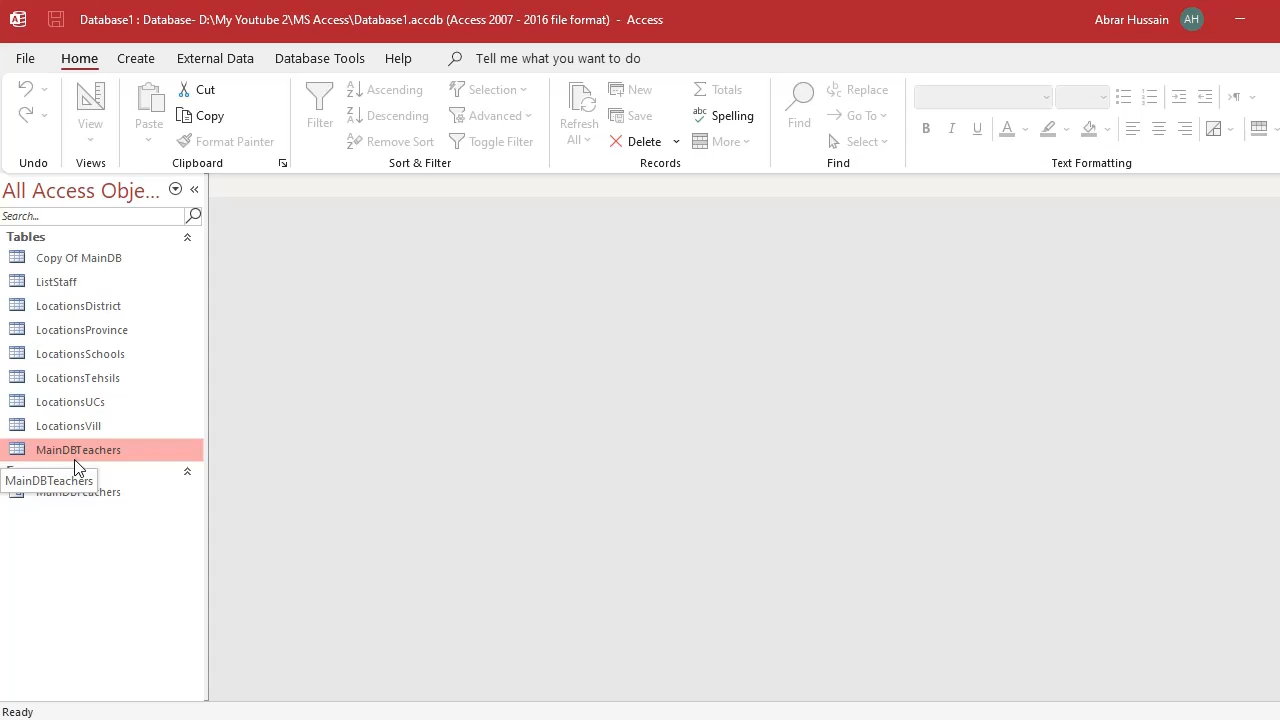 Database1 : Database- D:\My Youtube 2\MS Access\Database1.accdb (Access 2007 - 2016 file format) - Access
Abrar Hussain AH
File Home Create External Data Database Tools Help Tell me what you want to do
View
Paste
Cut
Copy
Format Painter
Filter
Ascending
Descending
Remove Sort
Selection
Advanced
Toggle Filter
Refresh All
New
Save
Delete
Totals
Spelling
More
Find
Replace
Go To
Select
B I U A
Undo Views Clipboard Sort & Filter Records Find Text Formatting
All Access Obje...
Search...
Tables
Copy Of MainDB
ListStaff
LocationsDistrict
LocationsProvince
LocationsSchools
LocationsTehsils
LocationsUCs
LocationsVill
MainDBTeachers
MainDBTeachers
MainDBTeachers
Ready